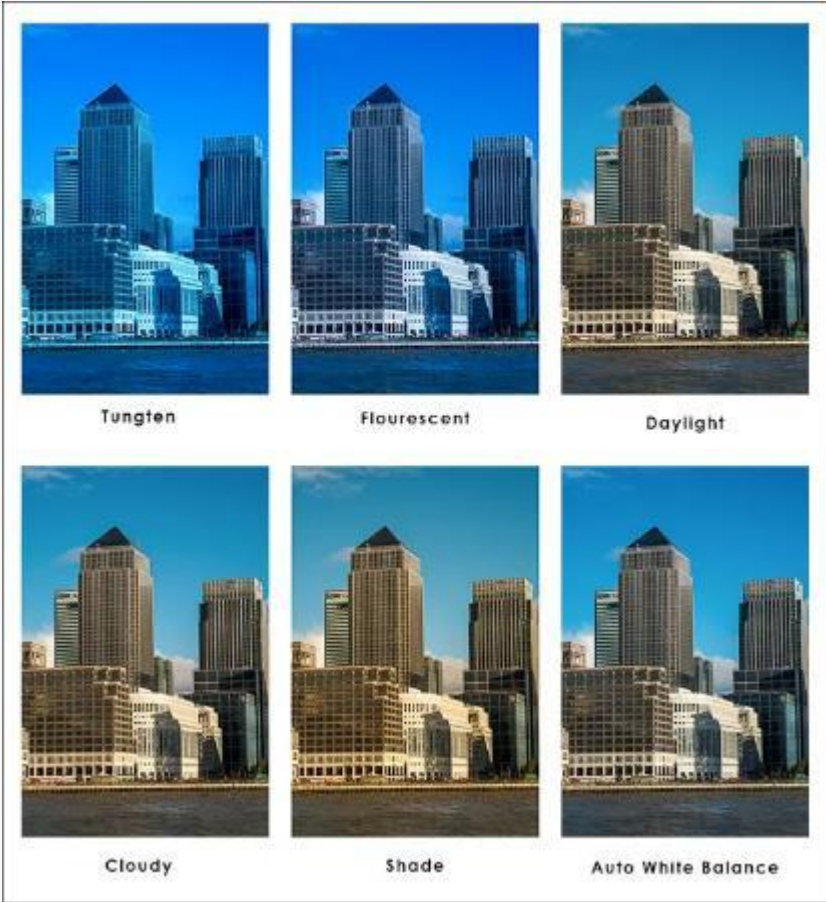 Tungten
Flourescent
Daylight
Cloudy
Shade
Auto White Balance